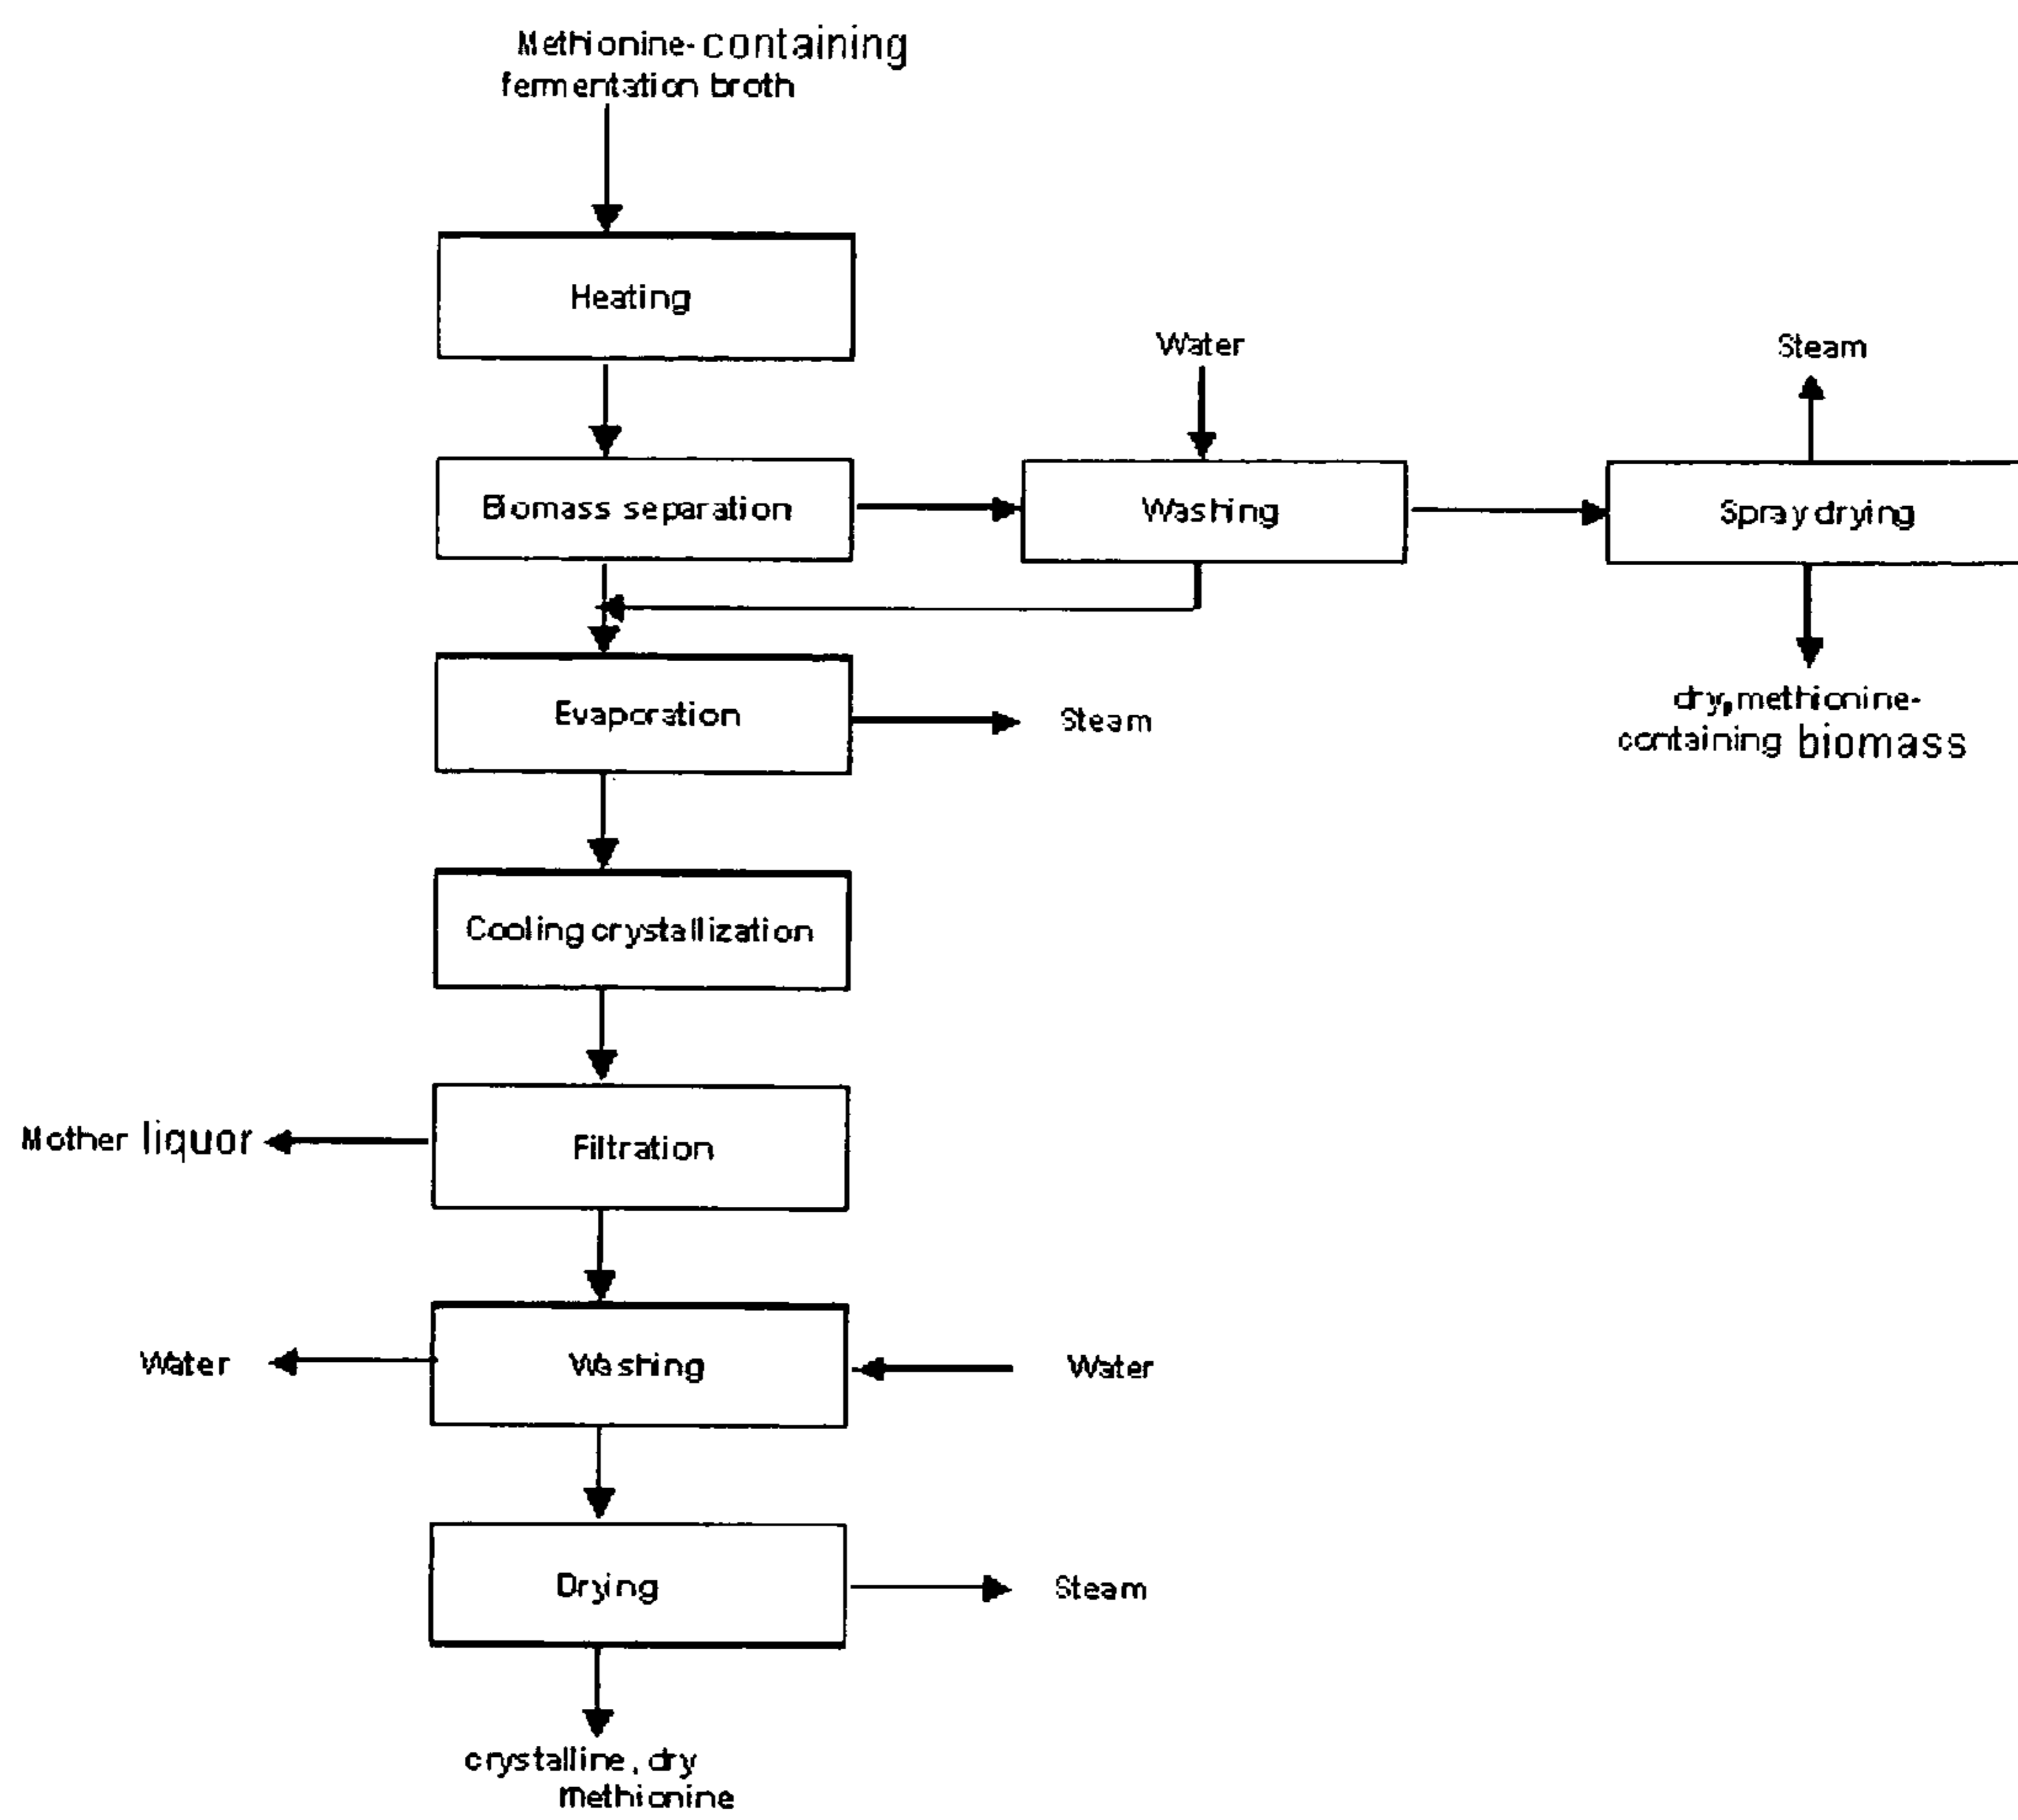 Methionine-containing
fermentation broth
Heating
Water
Steam
Biomass separation
Washing
Spray drying
Evaporation
Steam
dry, methionine-
containing biomass
Cooling crystallization
Mother liquor
Filtration
Water
Washing
Water
Drying
Steam
crystalline, dry
methionine